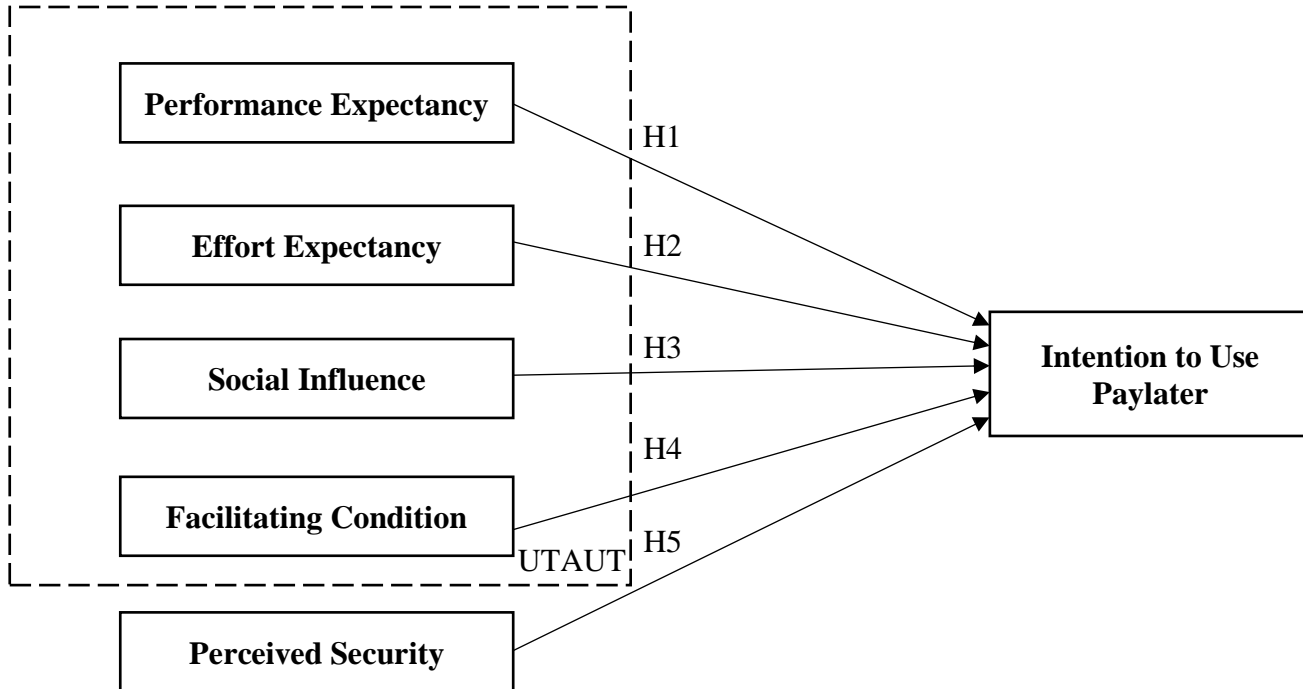 Performance Expectancy
H1
Effort Expectancy
H2
Social Influence
H3
Intention to Use
Paylater
H4
Facilitating Condition
UTAUT
H5
Perceived Security